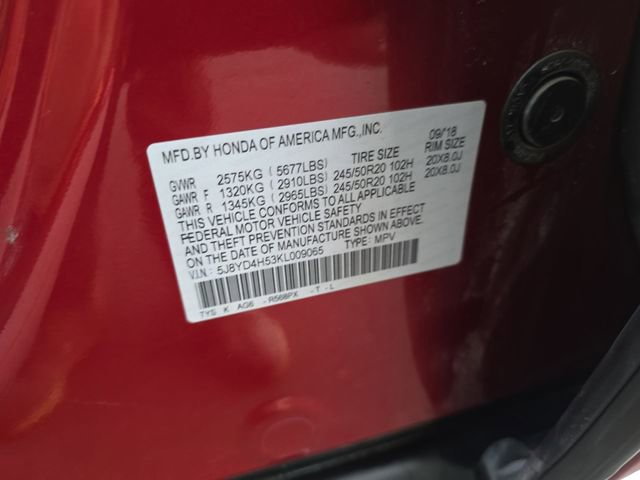 MFD.BY HONDA OF AMERICA MFG.,INC. 09/18
TIRE SIZE RIM SIZE
GVWR 2575KG (5677LBS)
GAWR F 1320KG (2910LBS) 245/50R20 102H 20X8.0J
GAWR R 1345KG (2965LBS) 245/50R20 102H 20X8.0J
THIS VEHICLE CONFORMS TO ALL APPLICABLE
FEDERAL MOTOR VEHICLE SAFETY
AND THEFT PREVENTION STANDARDS IN EFFECT
ON THE DATE OF MANUFACTURE SHOWN ABOVE.
V.I.N.: 5J8YD4H53KL009065 TYPE: MPV
TYS K AG6 -R568PX -T-L